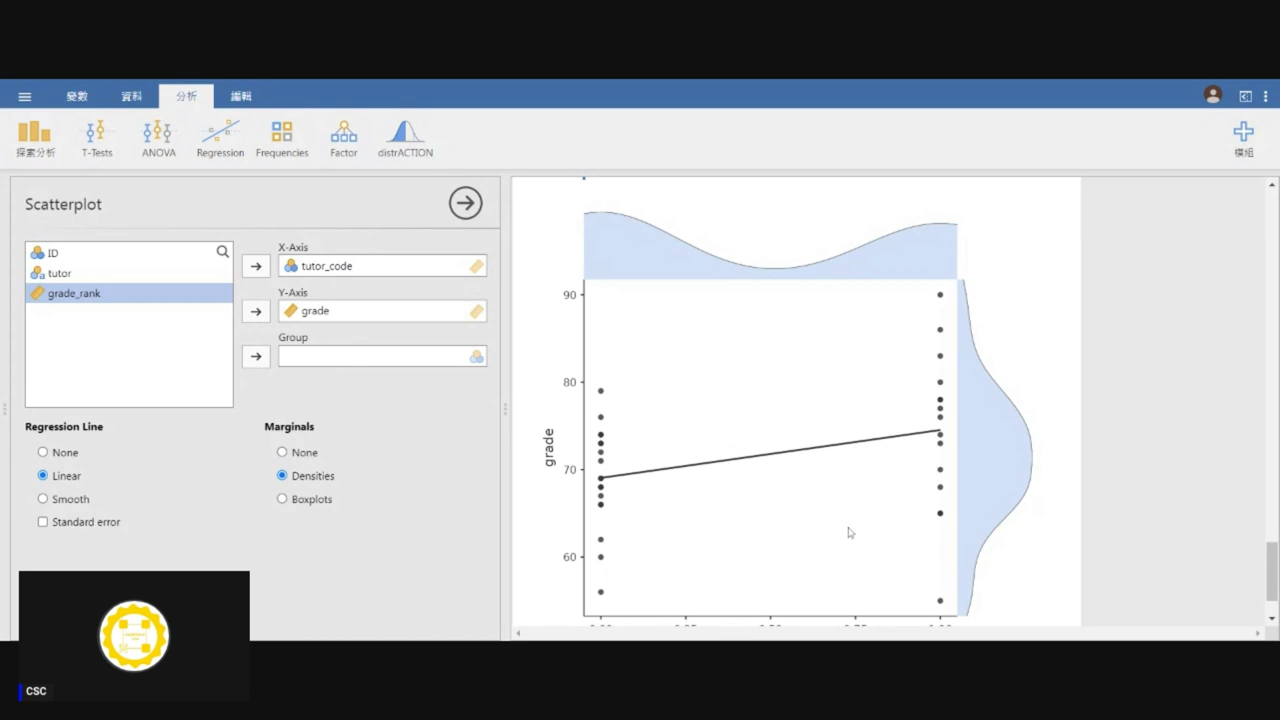 變數 資料 分析 編輯
探索分析 T-Tests ANOVA Regression Frequencies Factor distrACTION 模組
Scatterplot
ID
tutor
grade_rank
X-Axis
tutor_code
Y-Axis
grade
Group
Regression Line
None
Linear
Smooth
Standard error
Marginals
None
Densities
Boxplots
90
80
70
60
grade
CSC